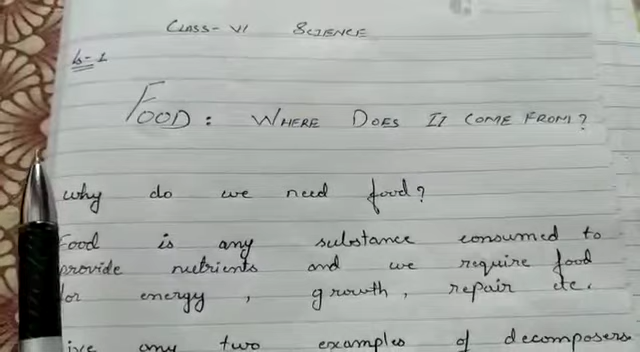 Class- VI Science
L-1
Food: Where Does It Come From?
why do we need food?
Food is any substance consumed to
provide nutrients and we require food
for energy, growth, repair etc.
ive any two examples of decomposers